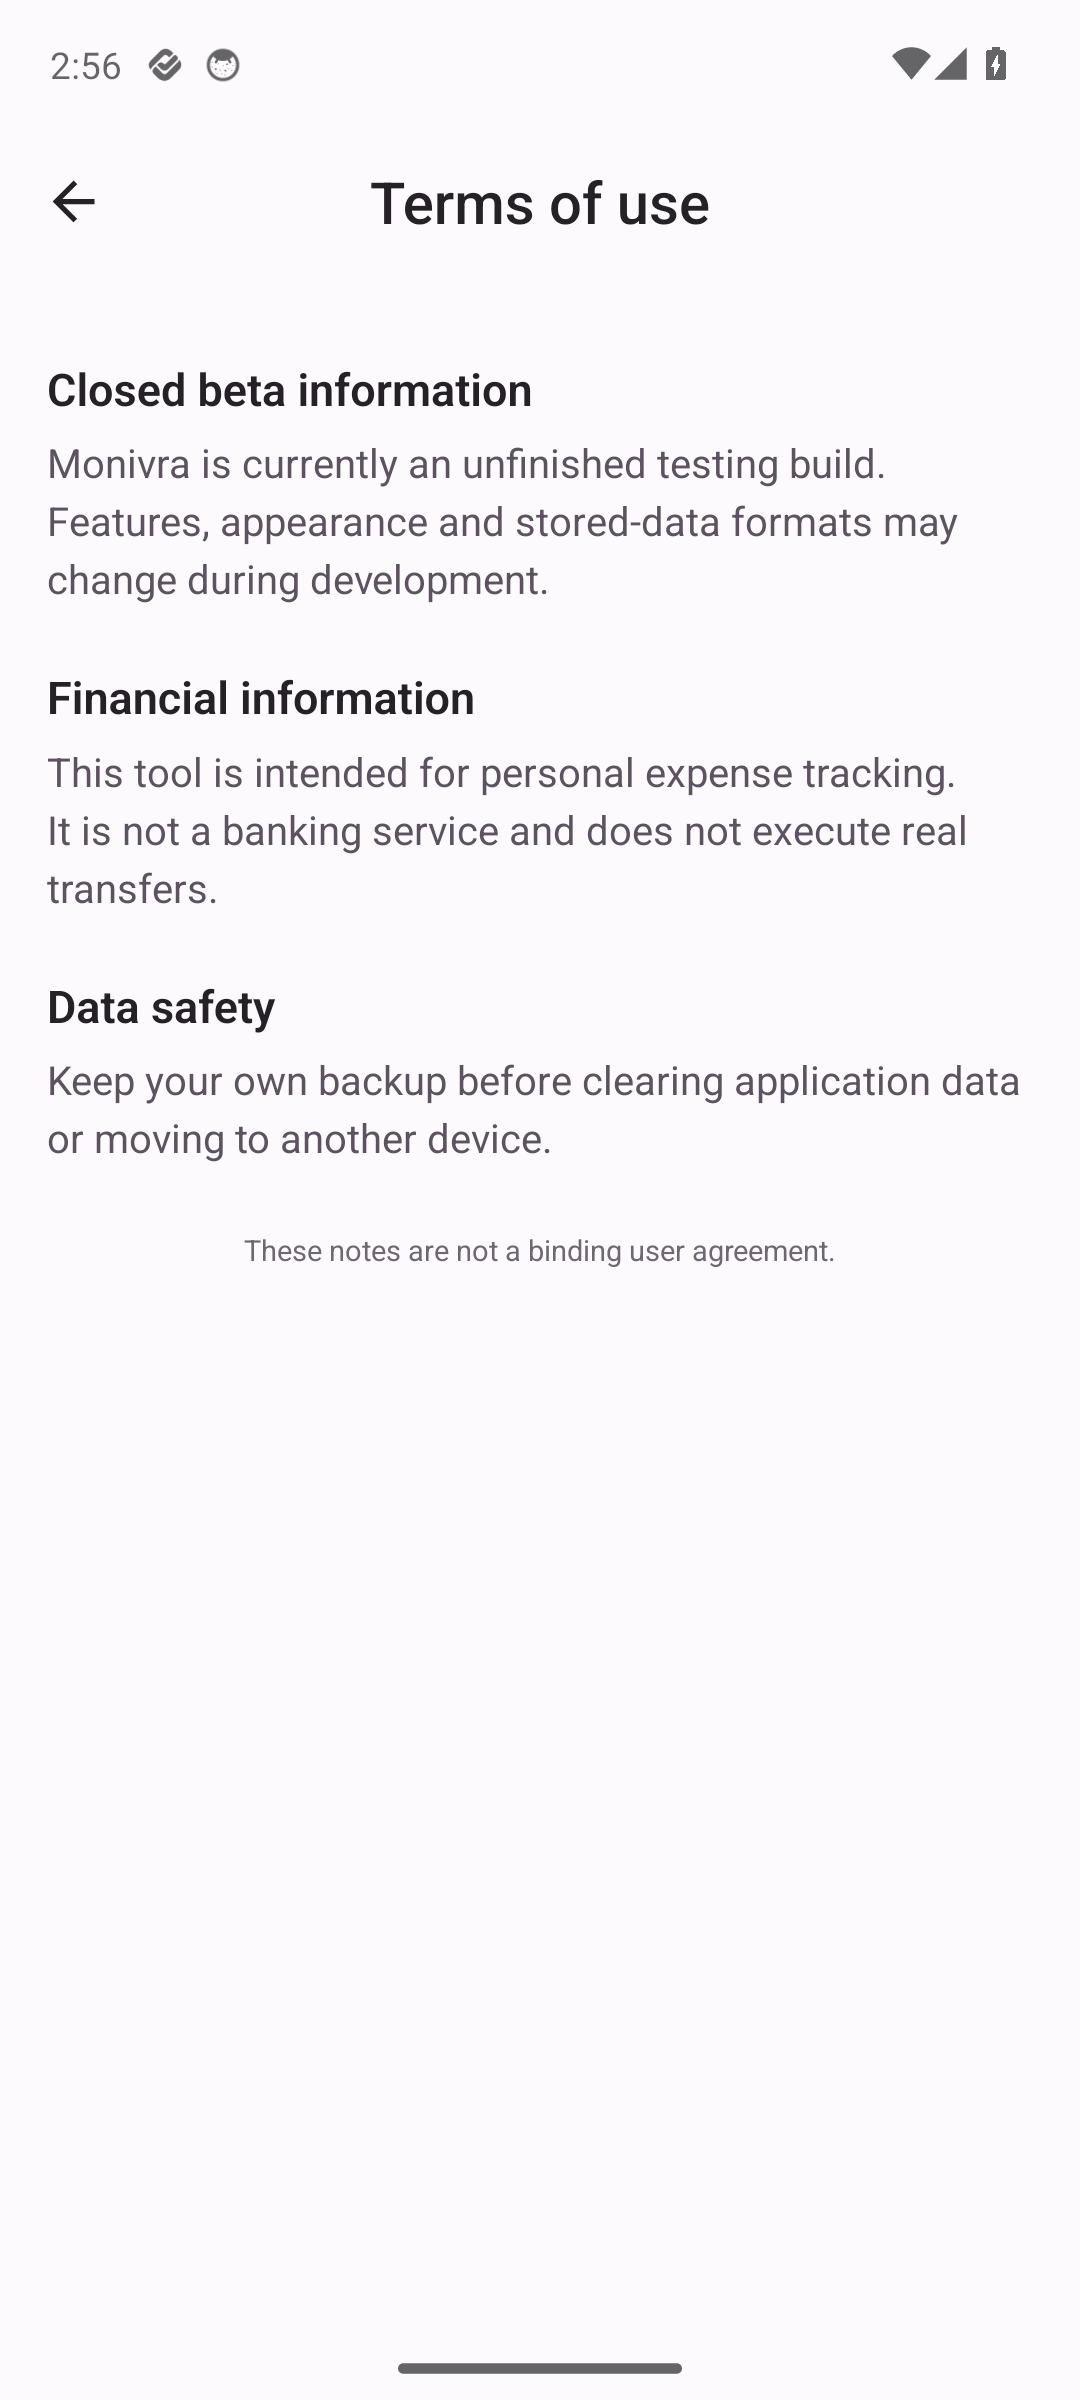 2:56
Terms of use
Closed beta information
Monivra is currently an unfinished testing build.
Features, appearance and stored-data formats may
change during development.
Financial information
This tool is intended for personal expense tracking.
It is not a banking service and does not execute real
transfers.
Data safety
Keep your own backup before clearing application data
or moving to another device.
These notes are not a binding user agreement.